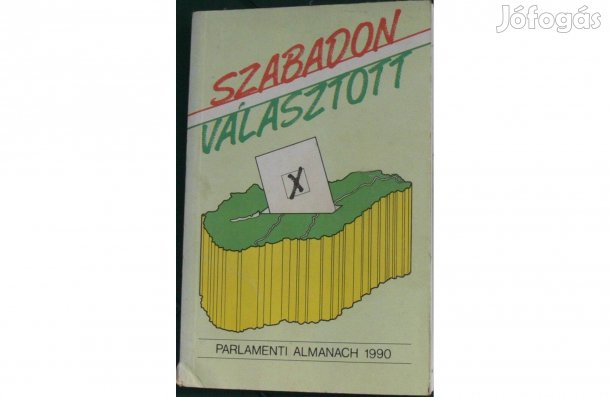 Jófogás
SZABADON
VÁLASZTOTT
X
PARLAMENTI ALMANACH 1990